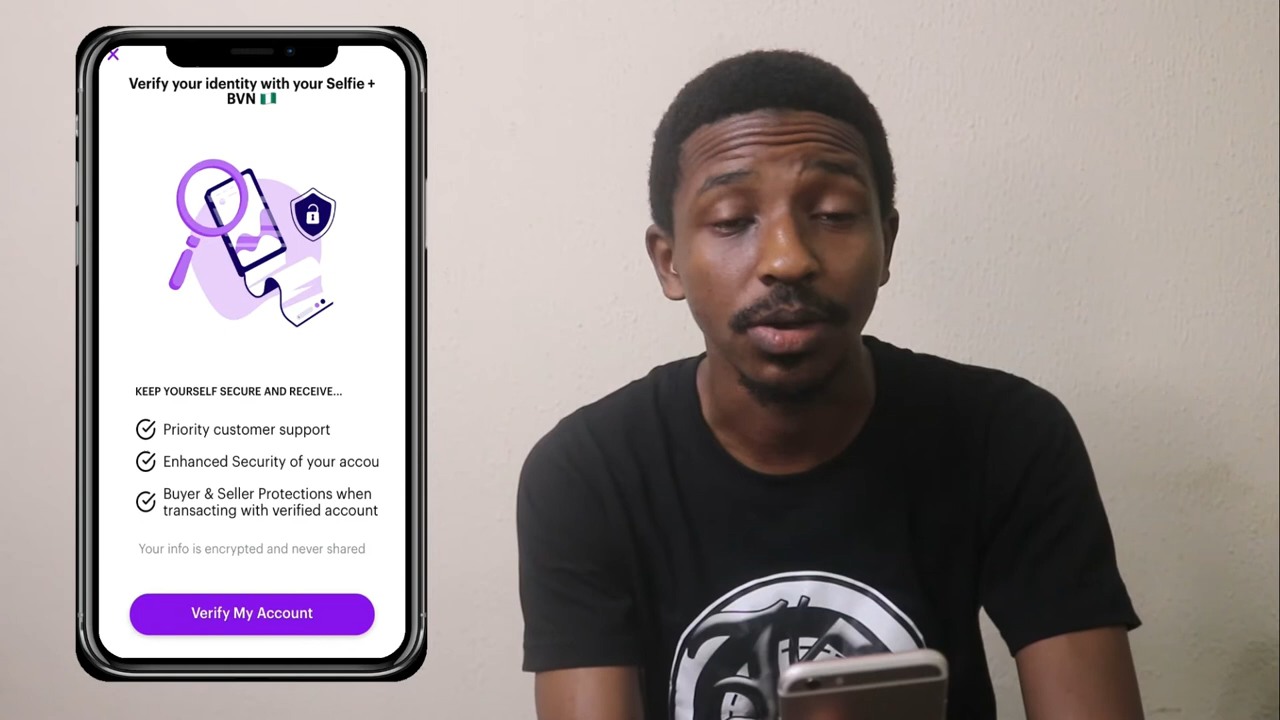 Verify your identity with your Selfie +
BVN 🇳🇬
KEEP YOURSELF SECURE AND RECEIVE...
Priority customer support
Enhanced Security of your accou
Buyer & Seller Protections when
transacting with verified account
Your info is encrypted and never shared
Verify My Account